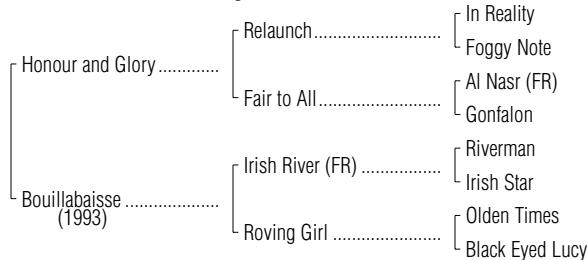 In Reality
Relaunch
Foggy Note
Honour and Glory
Al Nasr (FR)
Fair to All
Gonfalon
Riverman
Irish River (FR)
Irish Star
Bouillabaisse
(1993)
Olden Times
Roving Girl
Black Eyed Lucy